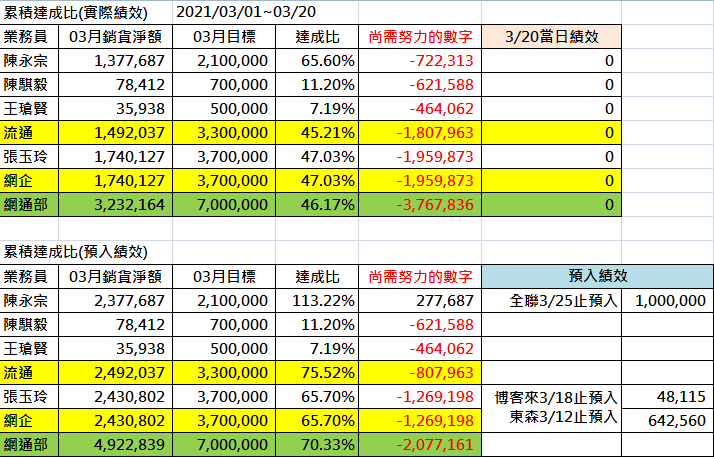 累積達成比(實際績效) 2021/03/01~03/20
業務員 03月銷貨淨額 03月目標 達成比 尚需努力的數字 3/20當日績效
陳永宗 1,377,687 2,100,000 65.60% -722,313 0
陳騏毅 78,412 700,000 11.20% -621,588 0
王瑲賢 35,938 500,000 7.19% -464,062 0
流通 1,492,037 3,300,000 45.21% -1,807,963 0
張玉玲 1,740,127 3,700,000 47.03% -1,959,873 0
網企 1,740,127 3,700,000 47.03% -1,959,873 0
網通部 3,232,164 7,000,000 46.17% -3,767,836 0
累積達成比(預入績效)
業務員 03月銷貨淨額 03月目標 達成比 尚需努力的數字 預入績效
陳永宗 2,377,687 2,100,000 113.22% 277,687 全聯3/25止預入 1,000,000
陳騏毅 78,412 700,000 11.20% -621,588
王瑲賢 35,938 500,000 7.19% -464,062
流通 2,492,037 3,300,000 75.52% -807,963
張玉玲 2,430,802 3,700,000 65.70% -1,269,198 博客來3/18止預入 48,115
網企 2,430,802 3,700,000 65.70% -1,269,198 東森3/12止預入 642,560
網通部 4,922,839 7,000,000 70.33% -2,077,161